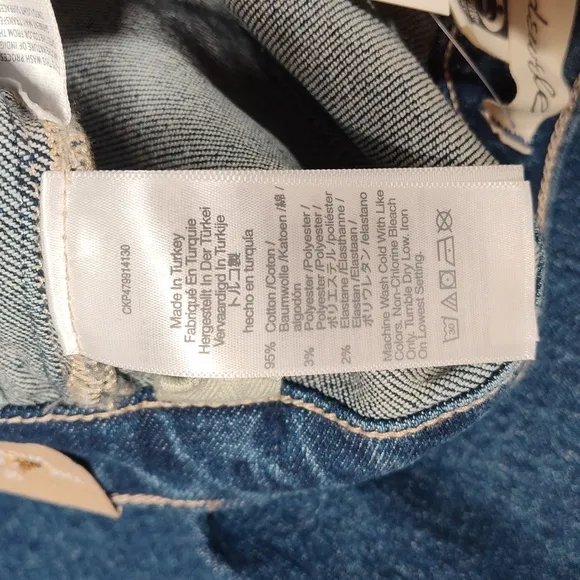 CKP479914130
Made In Turkey
Fabriqué En Turquie
Hergestellt In Der Türkei
Vervaardigd In Turkije
トルコ製
hecho en turquía
95% Cotton /Coton /
Baumwolle /Katoen /綿 /
algodón
3% Polyester /Polyester /
Polyester /Polyester /
ポリエステル /poliéster
2% Elastane /Elasthanne /
Elastan /Elastaan /
ポリウレタン /elastano
Machine Wash Cold With Like
Colors. Non-Chlorine Bleach
Only. Tumble Dry Low. Iron
On Lowest Setting.
30